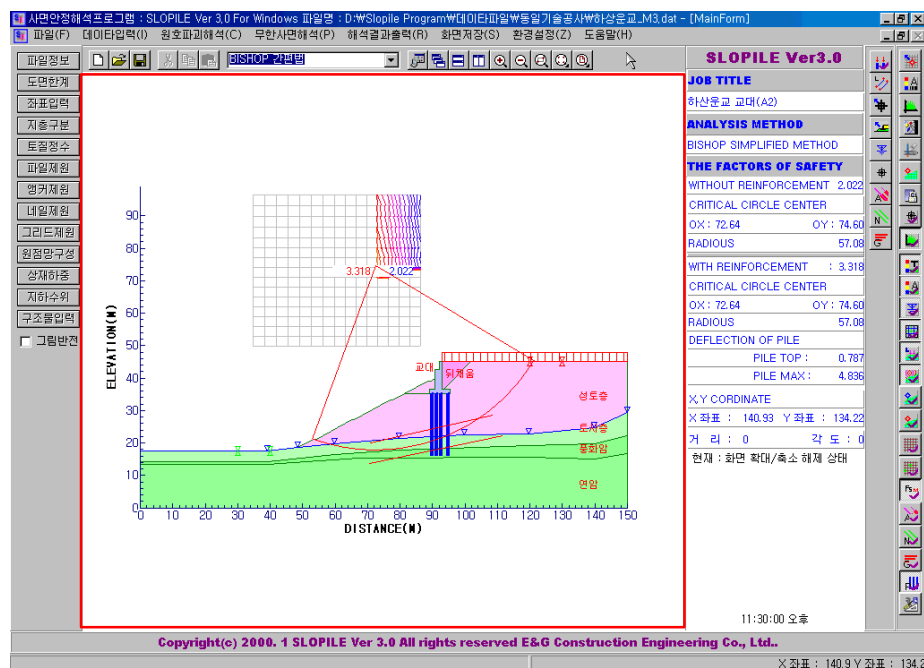 사면안정해석프로그램 : SLOPILE Ver 3.0 For Windows 파일명 : D:₩Slopile Program₩데이타파일₩동일기술공사₩하상운교_M3.dat - [MainForm]
파일(F) 데이타입력(I) 원호파괴해석(C) 무한사면해석(P) 해석결과출력(R) 화면저장(S) 환경설정(Z) 도움말(H)
BISHOP 간편법
파일정보
도면한계
좌표입력
지층구분
토질정수
파일제원
앵커제원
네일제원
그리드제원
원점망구성
상재하중
지하수위
구조물입력
그림반전
ELEVATION(M)
90
80
70
60
50
40
30
20
10
0
3.318
2.022
교대
뒤채움
성토층
토사층
풍화암
연암
0 10 20 30 40 50 60 70 80 90 100 110 120 130 140 150
DISTANCE(M)
SLOPILE Ver3.0
JOB TITLE
하산운교 교대(A2)
ANALYSIS METHOD
BISHOP SIMPLIFIED METHOD
THE FACTORS OF SAFETY
WITHOUT REINFORCEMENT 2.022
CRITICAL CIRCLE CENTER
OX : 72.64 OY : 74.60
RADIOUS 57.08
WITH REINFORCEMENT : 3.318
CRITICAL CIRCLE CENTER
OX : 72.64 OY : 74.60
RADIOUS 57.08
DEFLECTION OF PILE
PILE TOP : 0.787
PILE MAX : 4.836
X,Y CORDINATE
X 좌표 : 140.93 Y 좌표 : 134.22
거 리 : 0 각 도 : 0
현재 : 화면 확대/축소 해제 상태
11:30:00 오후
Copyright(c) 2000. 1 SLOPILE Ver 3.0 All rights reserved E&G Construction Engineering Co., Ltd..
X 좌표 : 140.9 Y 좌표 : 134.2